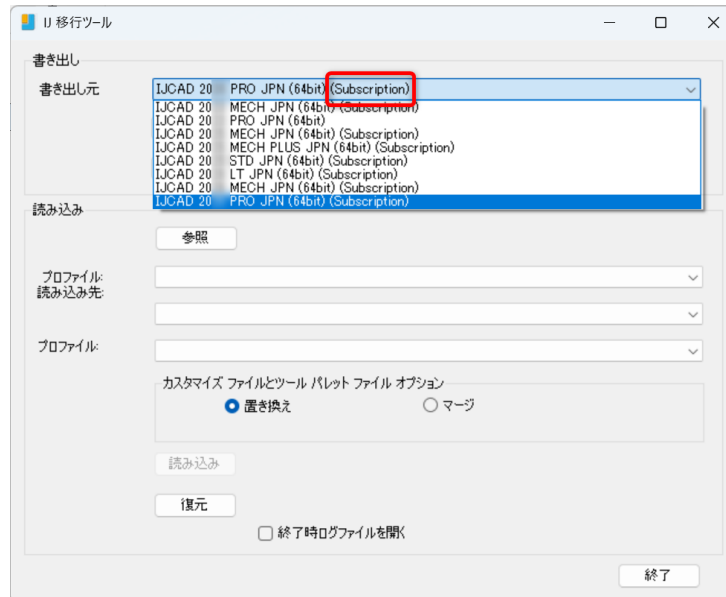 IJ 移行ツール
書き出し
書き出し元
IJCAD 20 PRO JPN (64bit) (Subscription)
IJCAD 20 MECH JPN (64bit) (Subscription)
IJCAD 20 PRO JPN (64bit)
IJCAD 20 MECH JPN (64bit) (Subscription)
IJCAD 20 MECH PLUS JPN (64bit) (Subscription)
IJCAD 20 STD JPN (64bit) (Subscription)
IJCAD 20 LT JPN (64bit) (Subscription)
IJCAD 20 MECH JPN (64bit) (Subscription)
IJCAD 20 PRO JPN (64bit) (Subscription)
読み込み
参照
プロファイル:
読み込み先:
プロファイル:
カスタマイズ ファイルとツール パレット ファイル オプション
置き換え
マージ
読み込み
復元
終了時ログファイルを開く
終了